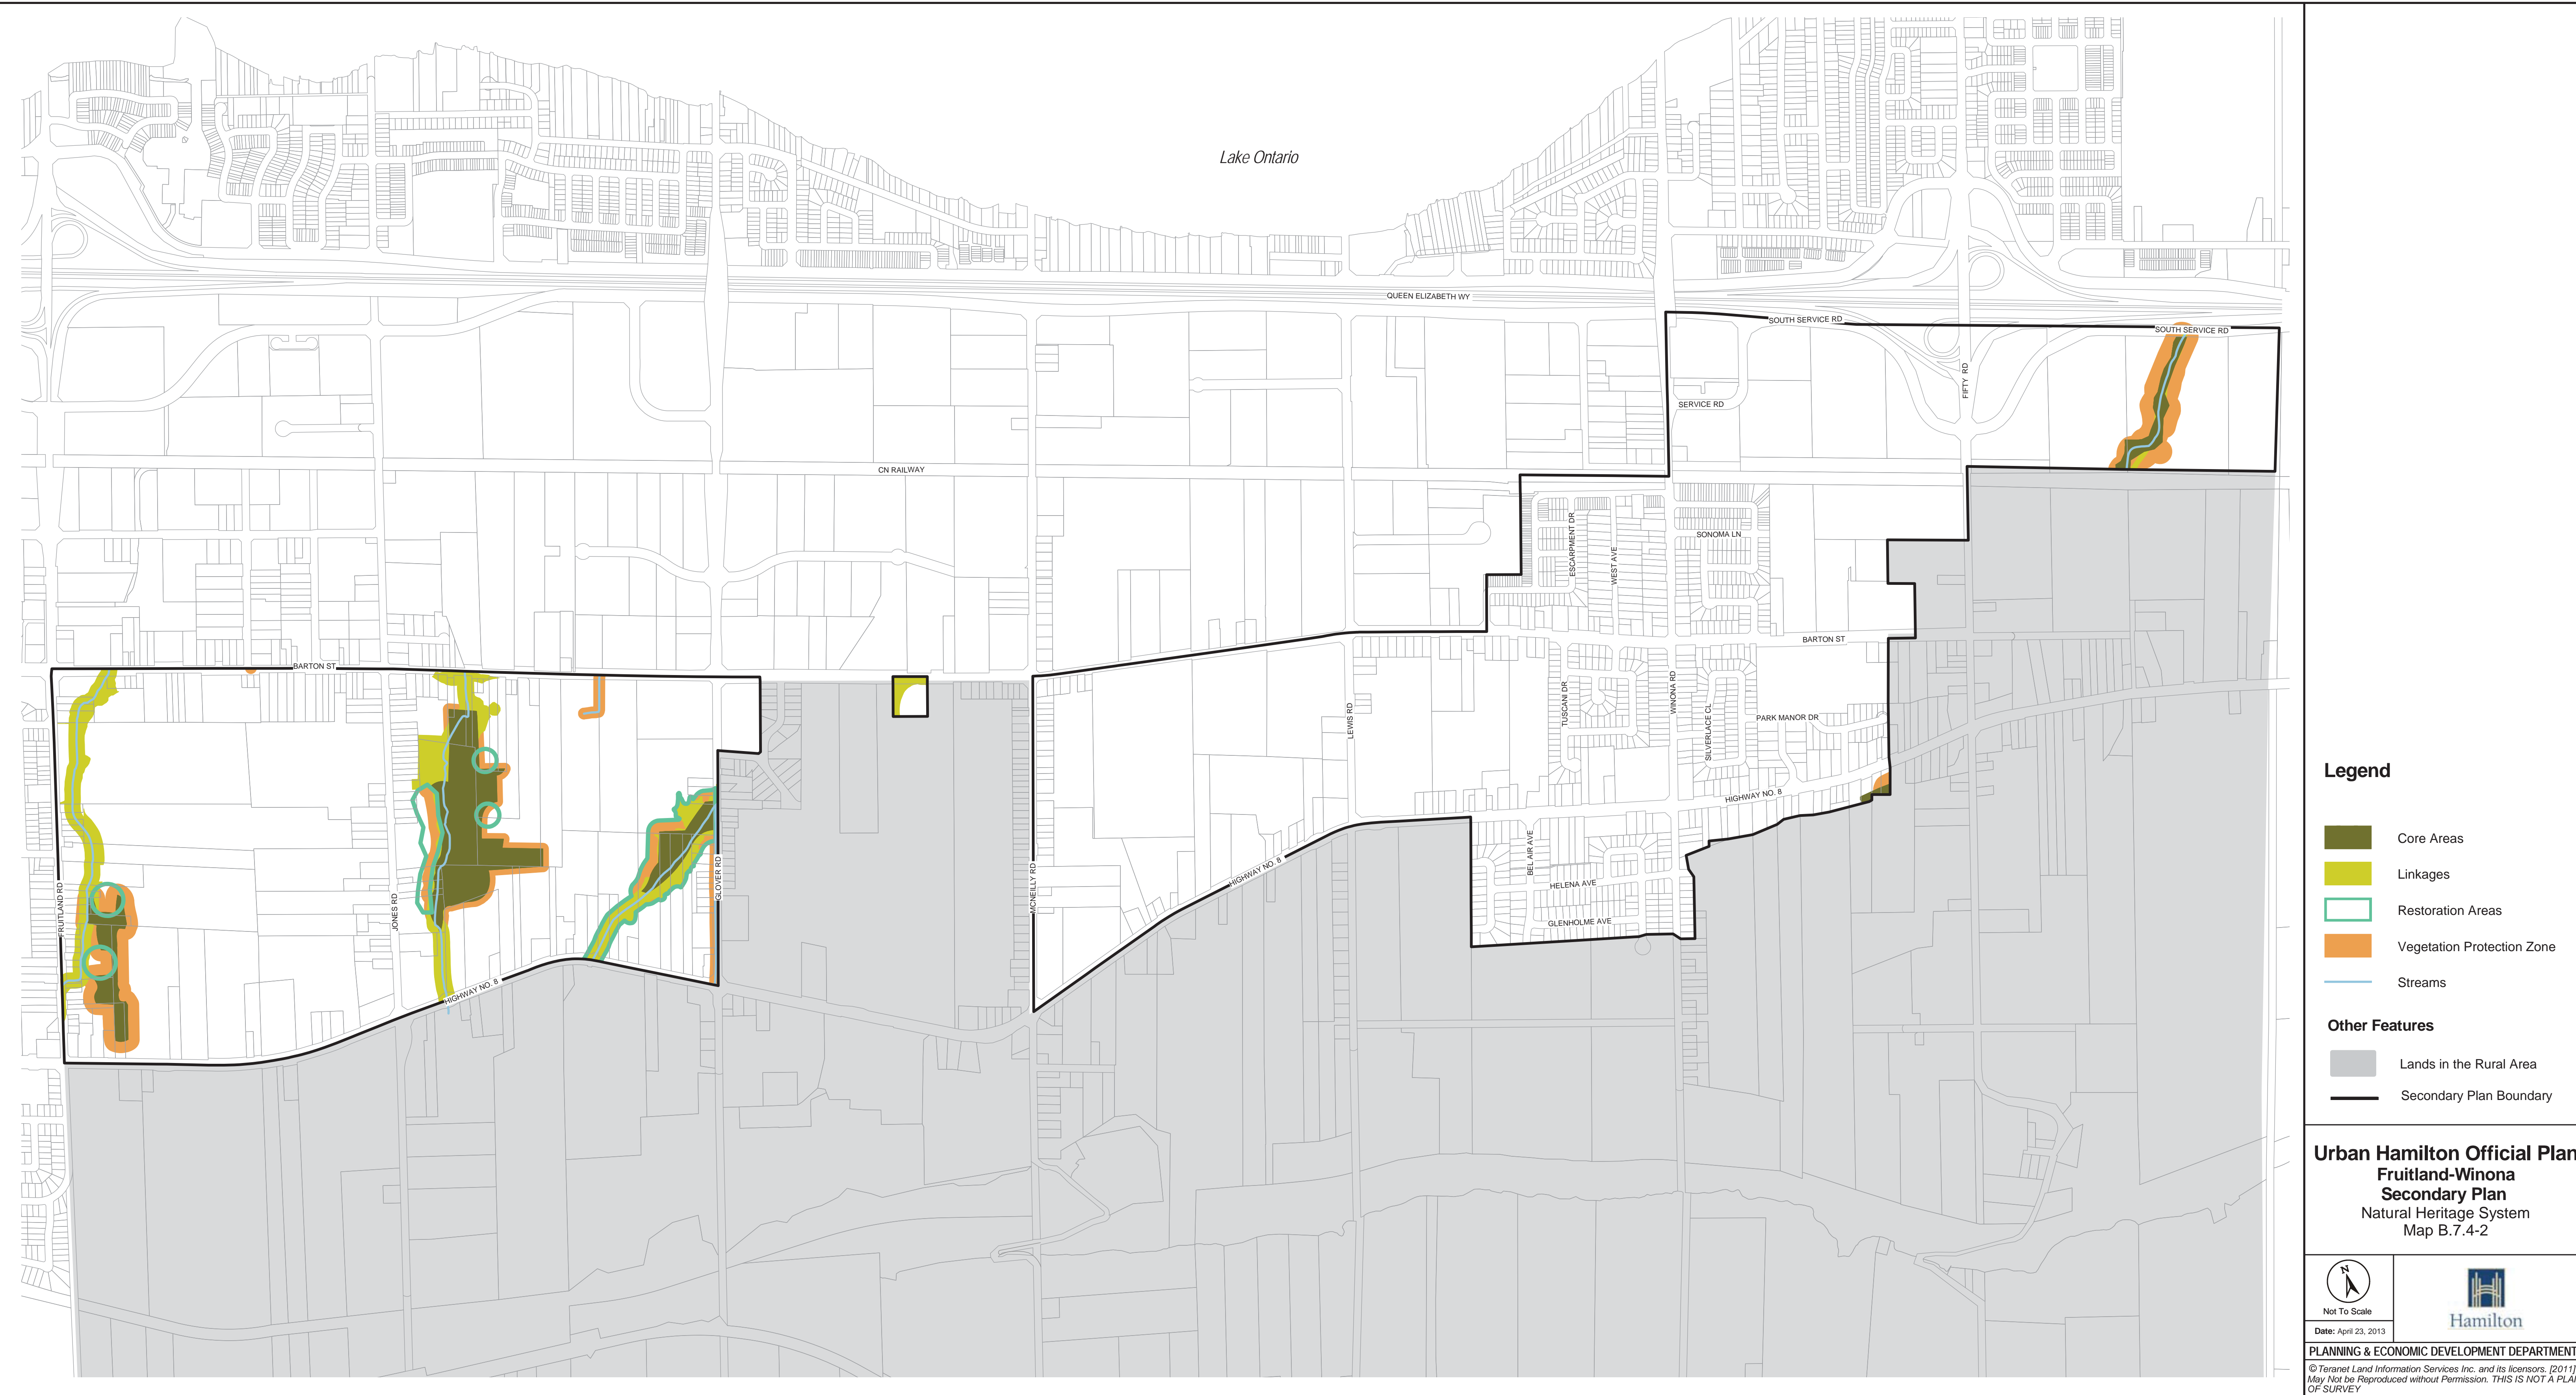 Lake Ontario
QUEEN ELIZABETH WY
SOUTH SERVICE RD
SOUTH SERVICE RD
FIFTY RD
SERVICE RD
CN RAILWAY
ESCARPMENT DR
WEST AVE
SONOMA LN
BARTON ST
BARTON ST
LEWIS RD
TUSCANI DR
WINONA RD
SILVERLACE CL
PARK MANOR DR
HIGHWAY NO. 8
FRUITLAND RD
JONES RD
GLOVER RD
MCNEILLY RD
HIGHWAY NO. 8
BEL AIR AVE
HELENA AVE
GLENHOLME AVE
HIGHWAY NO. 8
Legend
Core Areas
Linkages
Restoration Areas
Vegetation Protection Zone
Streams
Other Features
Lands in the Rural Area
Secondary Plan Boundary
Urban Hamilton Official Plan
Fruitland-Winona
Secondary Plan
Natural Heritage System
Map B.7.4-2
N
Not To Scale
Date: April 23, 2013
Hamilton
PLANNING & ECONOMIC DEVELOPMENT DEPARTMENT
© Teranet Land Information Services Inc. and its licensors. [2011]
May Not be Reproduced without Permission. THIS IS NOT A PLAN
OF SURVEY